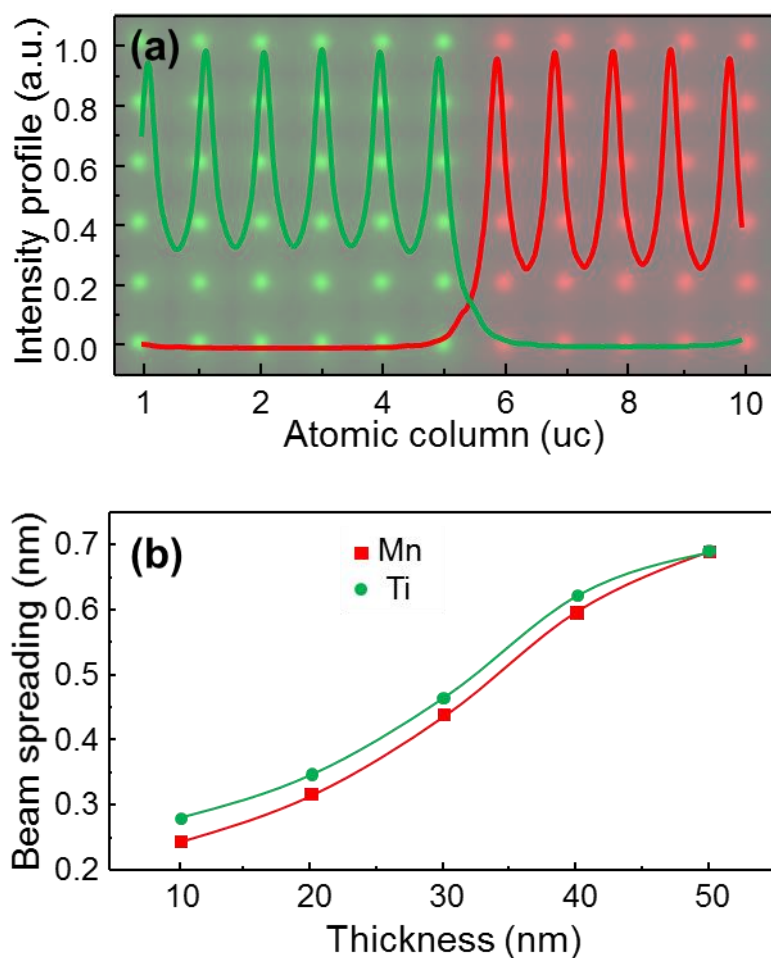 (a)
Intensity profile (a.u.)
1.0
0.8
0.6
0.4
0.2
0.0
1 2 4 6 8 10
Atomic column (uc)
(b)
Mn
Ti
Beam spreading (nm)
0.7
0.6
0.5
0.4
0.3
0.2
10 20 30 40 50
Thickness (nm)